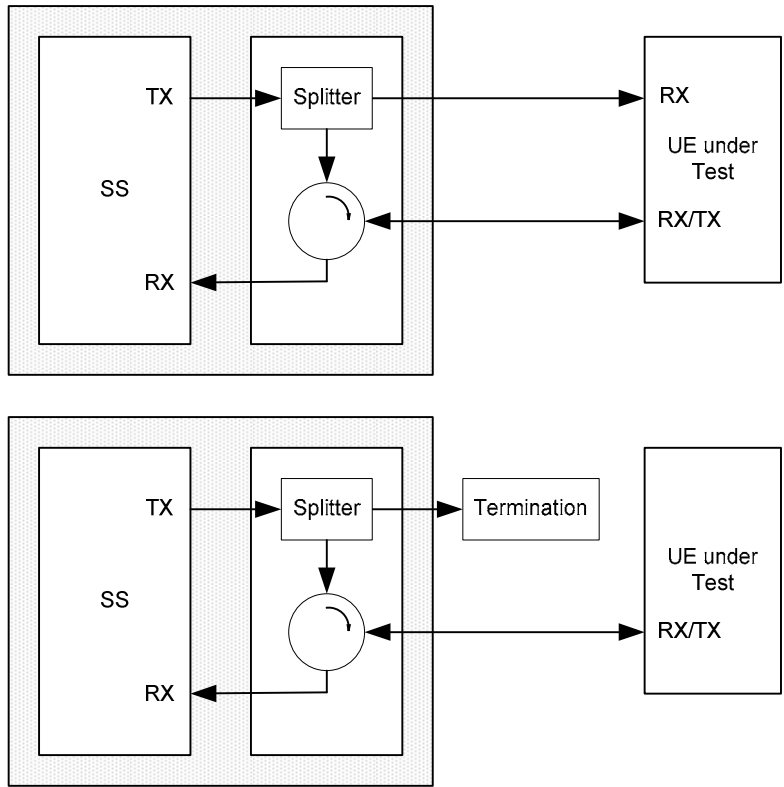 TX
Splitter
RX
UE under
Test
SS
RX/TX
RX
TX
Splitter
Termination
UE under
Test
SS
RX/TX
RX